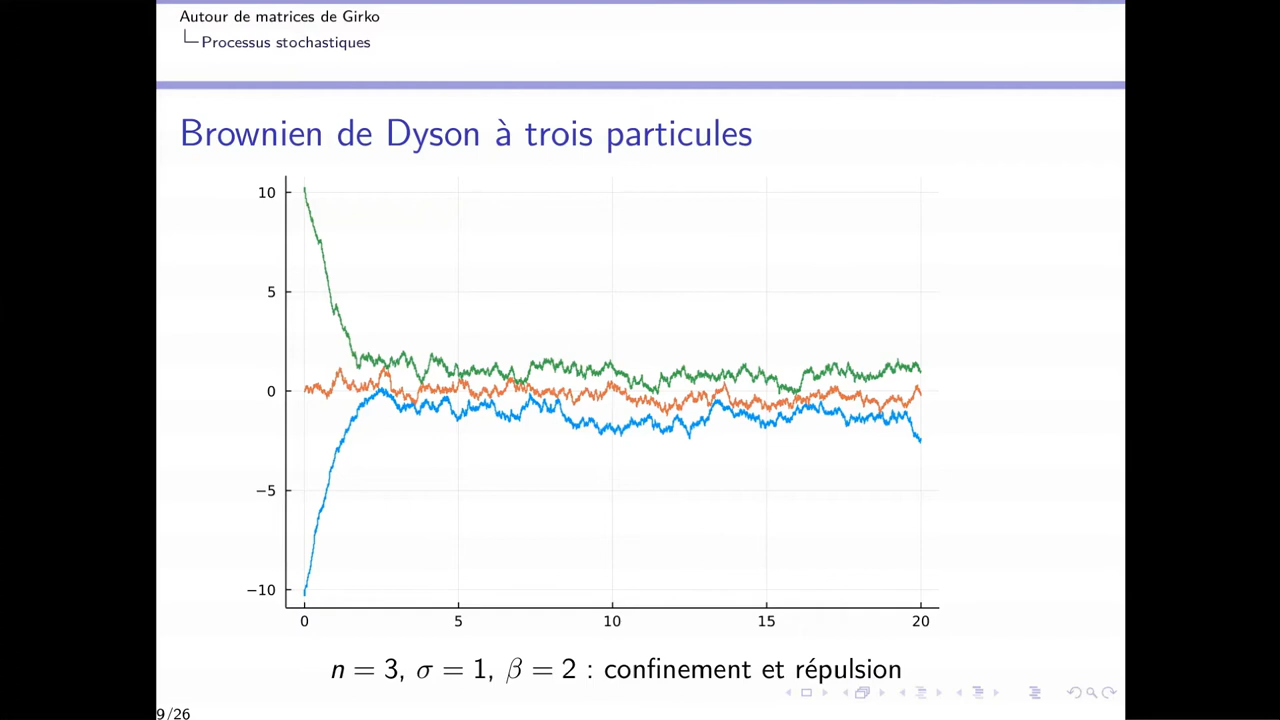 Autour de matrices de Girko
Processus stochastiques
Brownien de Dyson à trois particules
10
5
0
−5
−10
0 5 10 15 20
n = 3, σ = 1, β = 2 : confinement et répulsion
9/26